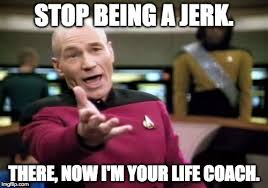 STOP BEING A JERK.
THERE, NOW I'M YOUR LIFE COACH.
imgflip.com